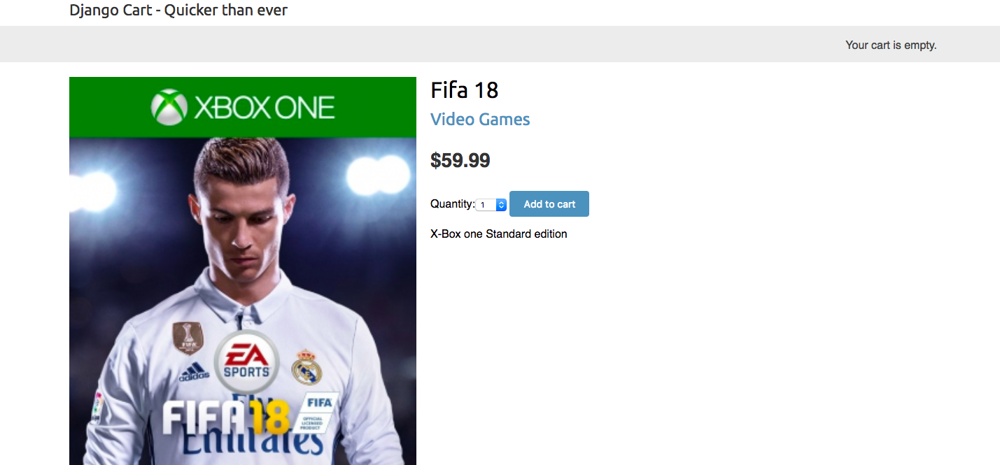 Django Cart - Quicker than ever
Your cart is empty.
XBOX ONE
Fifa 18
Video Games
$59.99
Quantity: 1 Add to cart
X-Box one Standard edition
FIFA
adidas
EA
SPORTS
FIFA 18
FIFA
OFFICIAL
LICENSED
PRODUCT
Fly
Emirates